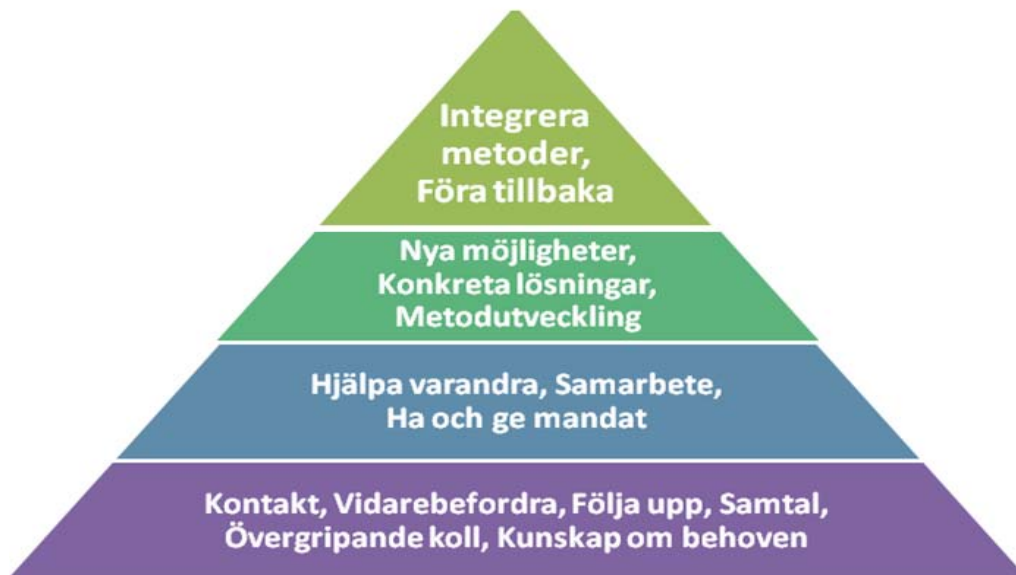 Integrera
metoder,
Föra tillbaka
Nya möjligheter,
Konkreta lösningar,
Metodutveckling
Hjälpa varandra, Samarbete,
Ha och ge mandat
Kontakt, Vidarebefordra, Följa upp, Samtal,
Övergripande koll, Kunskap om behoven